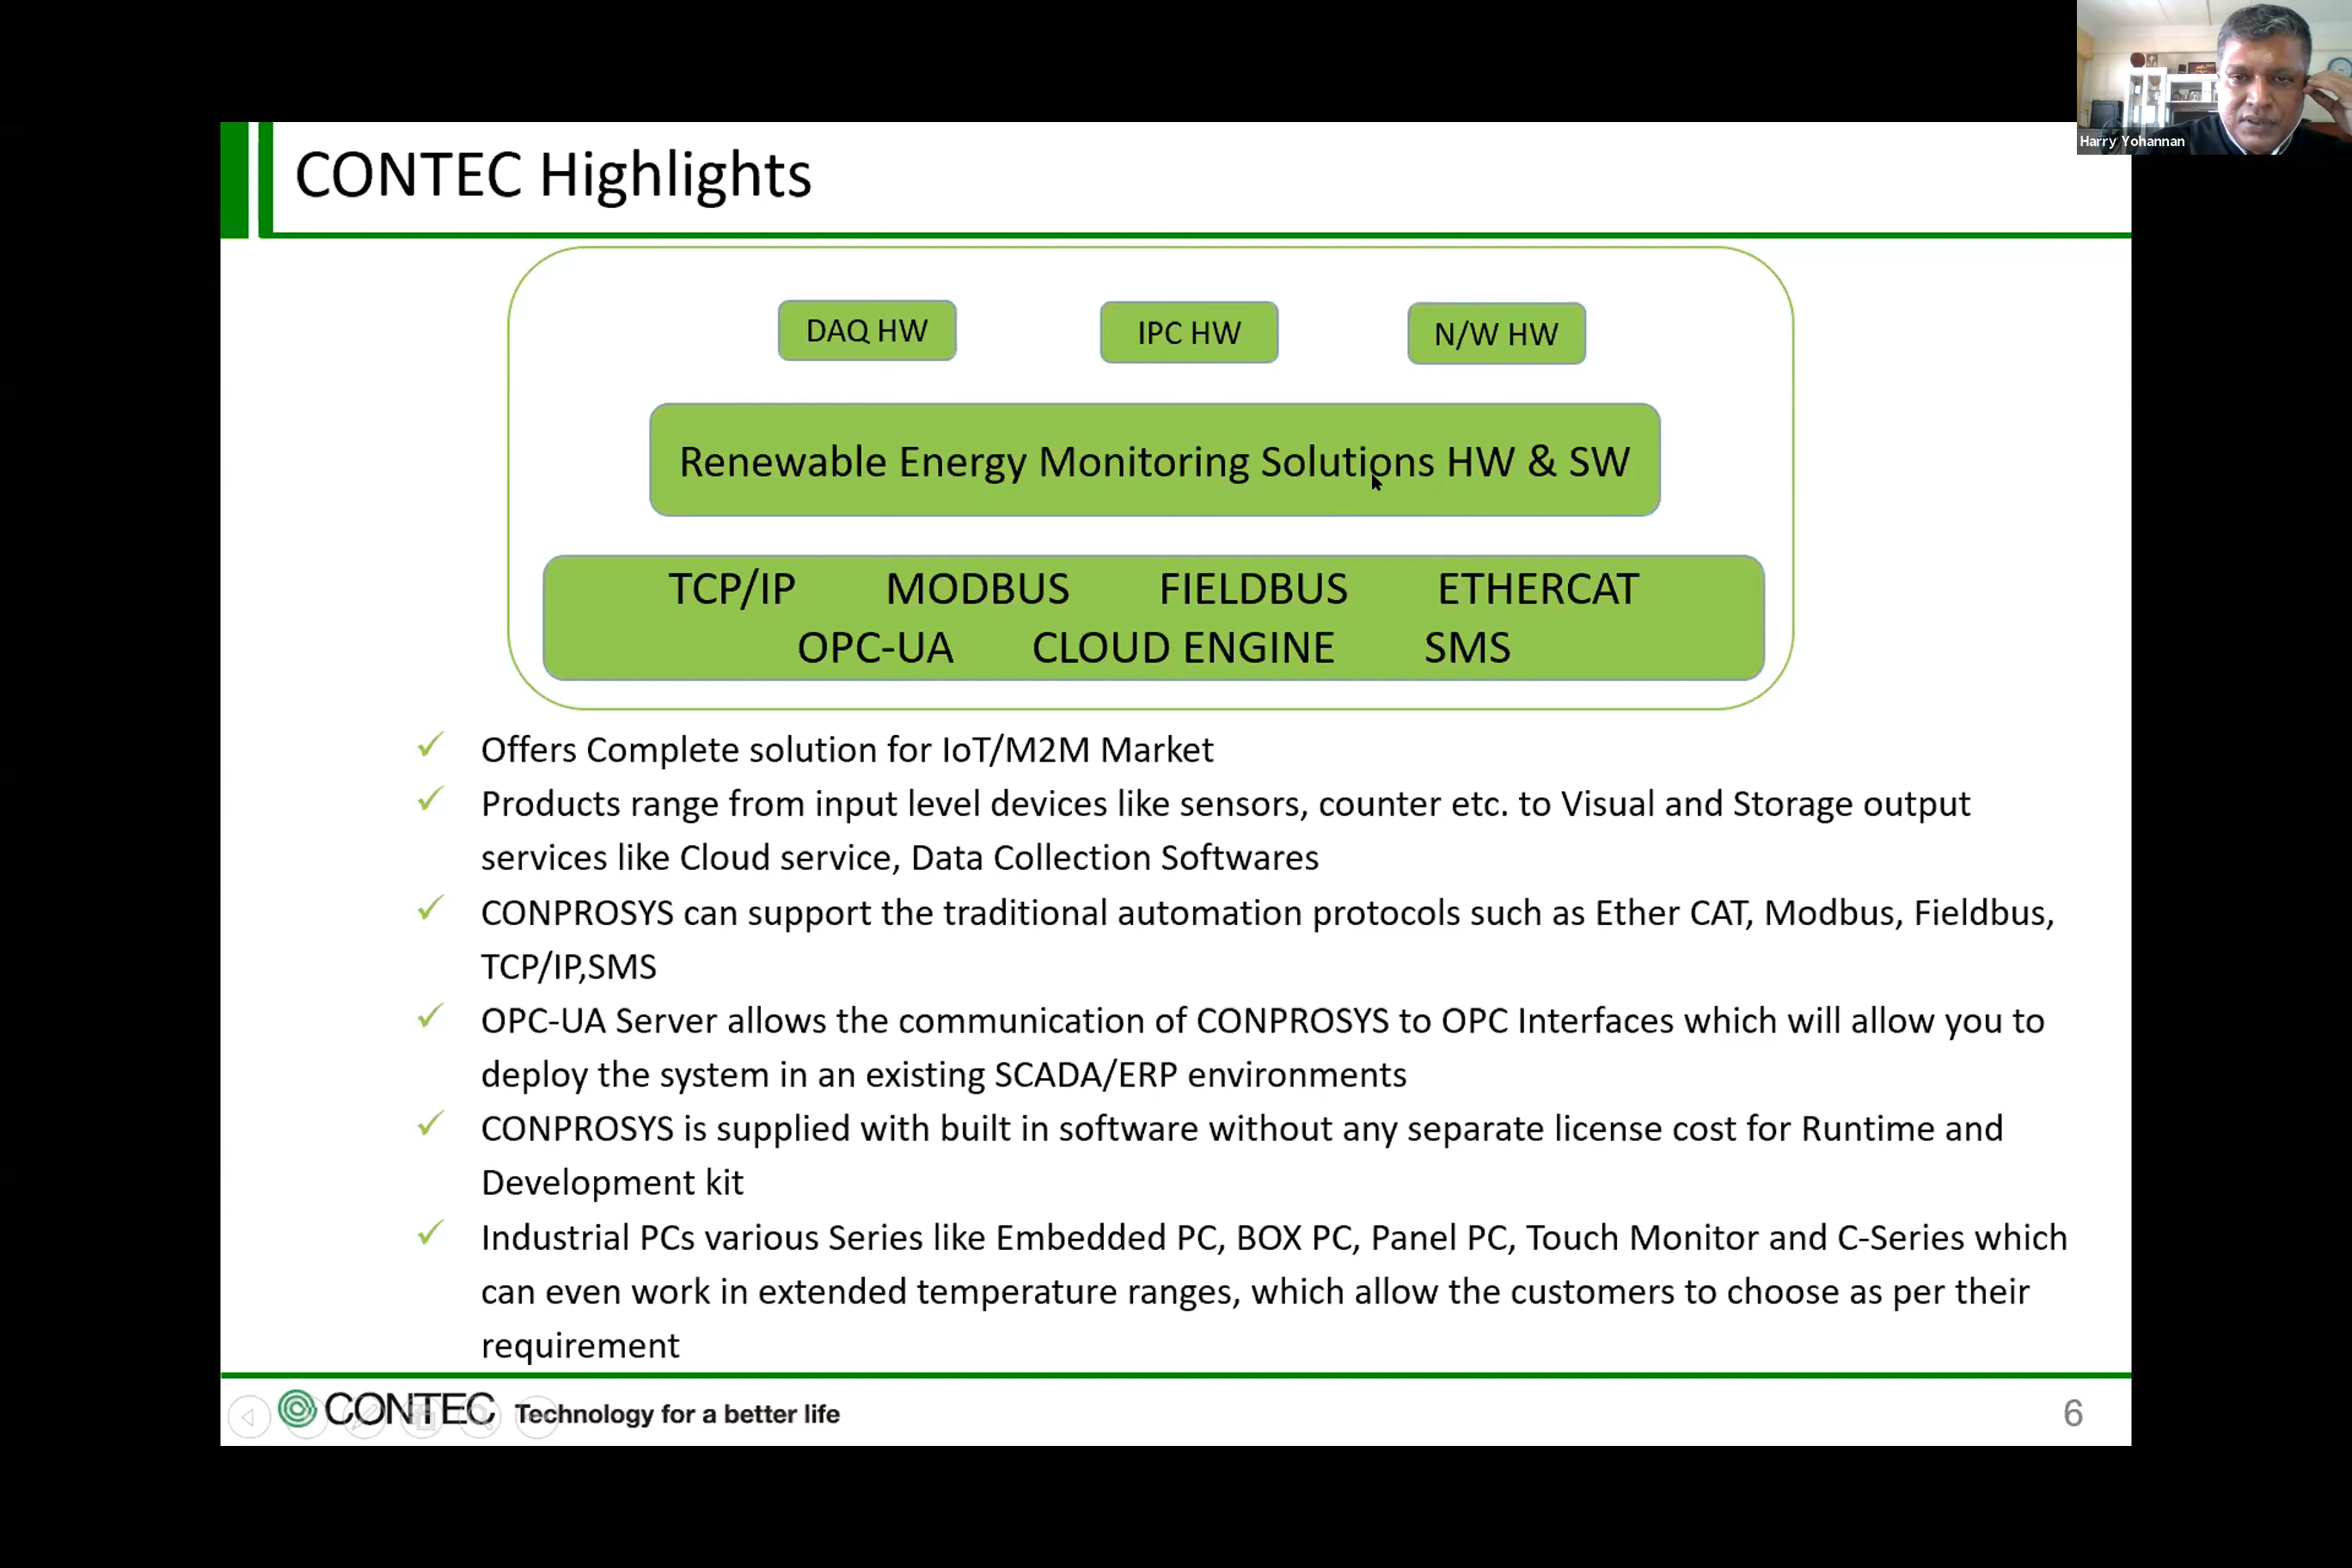 Harry Yohannan
CONTEC Highlights
DAQ HW
IPC HW
N/W HW
Renewable Energy Monitoring Solutions HW & SW
TCP/IP MODBUS FIELDBUS ETHERCAT
OPC-UA CLOUD ENGINE SMS
Offers Complete solution for IoT/M2M Market
Products range from input level devices like sensors, counter etc. to Visual and Storage output
services like Cloud service, Data Collection Softwares
CONPROSYS can support the traditional automation protocols such as Ether CAT, Modbus, Fieldbus,
TCP/IP,SMS
OPC-UA Server allows the communication of CONPROSYS to OPC Interfaces which will allow you to
deploy the system in an existing SCADA/ERP environments
CONPROSYS is supplied with built in software without any separate license cost for Runtime and
Development kit
Industrial PCs various Series like Embedded PC, BOX PC, Panel PC, Touch Monitor and C-Series which
can even work in extended temperature ranges, which allow the customers to choose as per their
requirement
CONTEC Technology for a better life
6